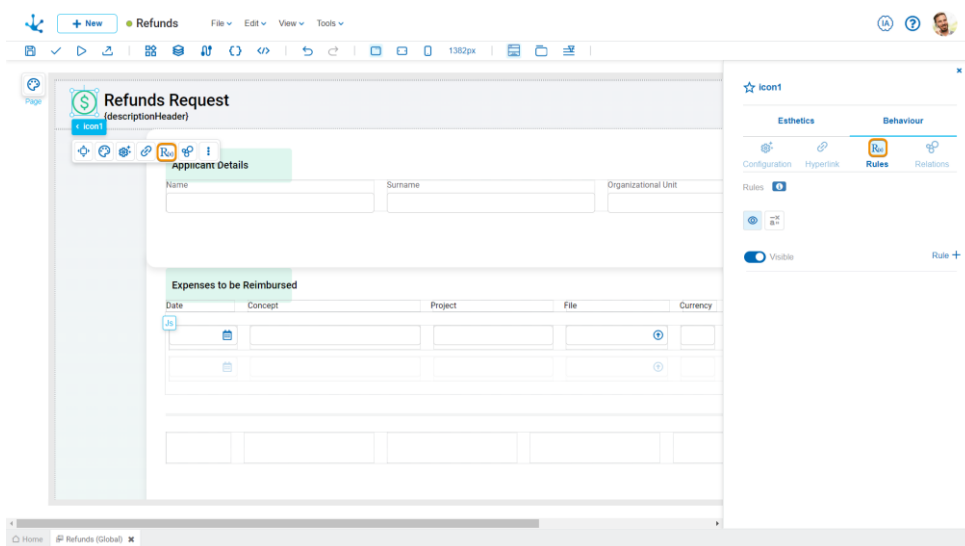 + New
Refunds
File
Edit
View
Tools
IA
?
1382px
Page
Refunds Request
{descriptionHeader}
icon1
Applicant Details
Name
Surname
Organizational Unit
Expenses to be Reimbursed
Date
Concept
Project
File
Currency
Js
icon1
Esthetics
Behaviour
Configuration
Hyperlink
Rules
Relations
Rules
Visible
Rule +
Home
Refunds (Global)